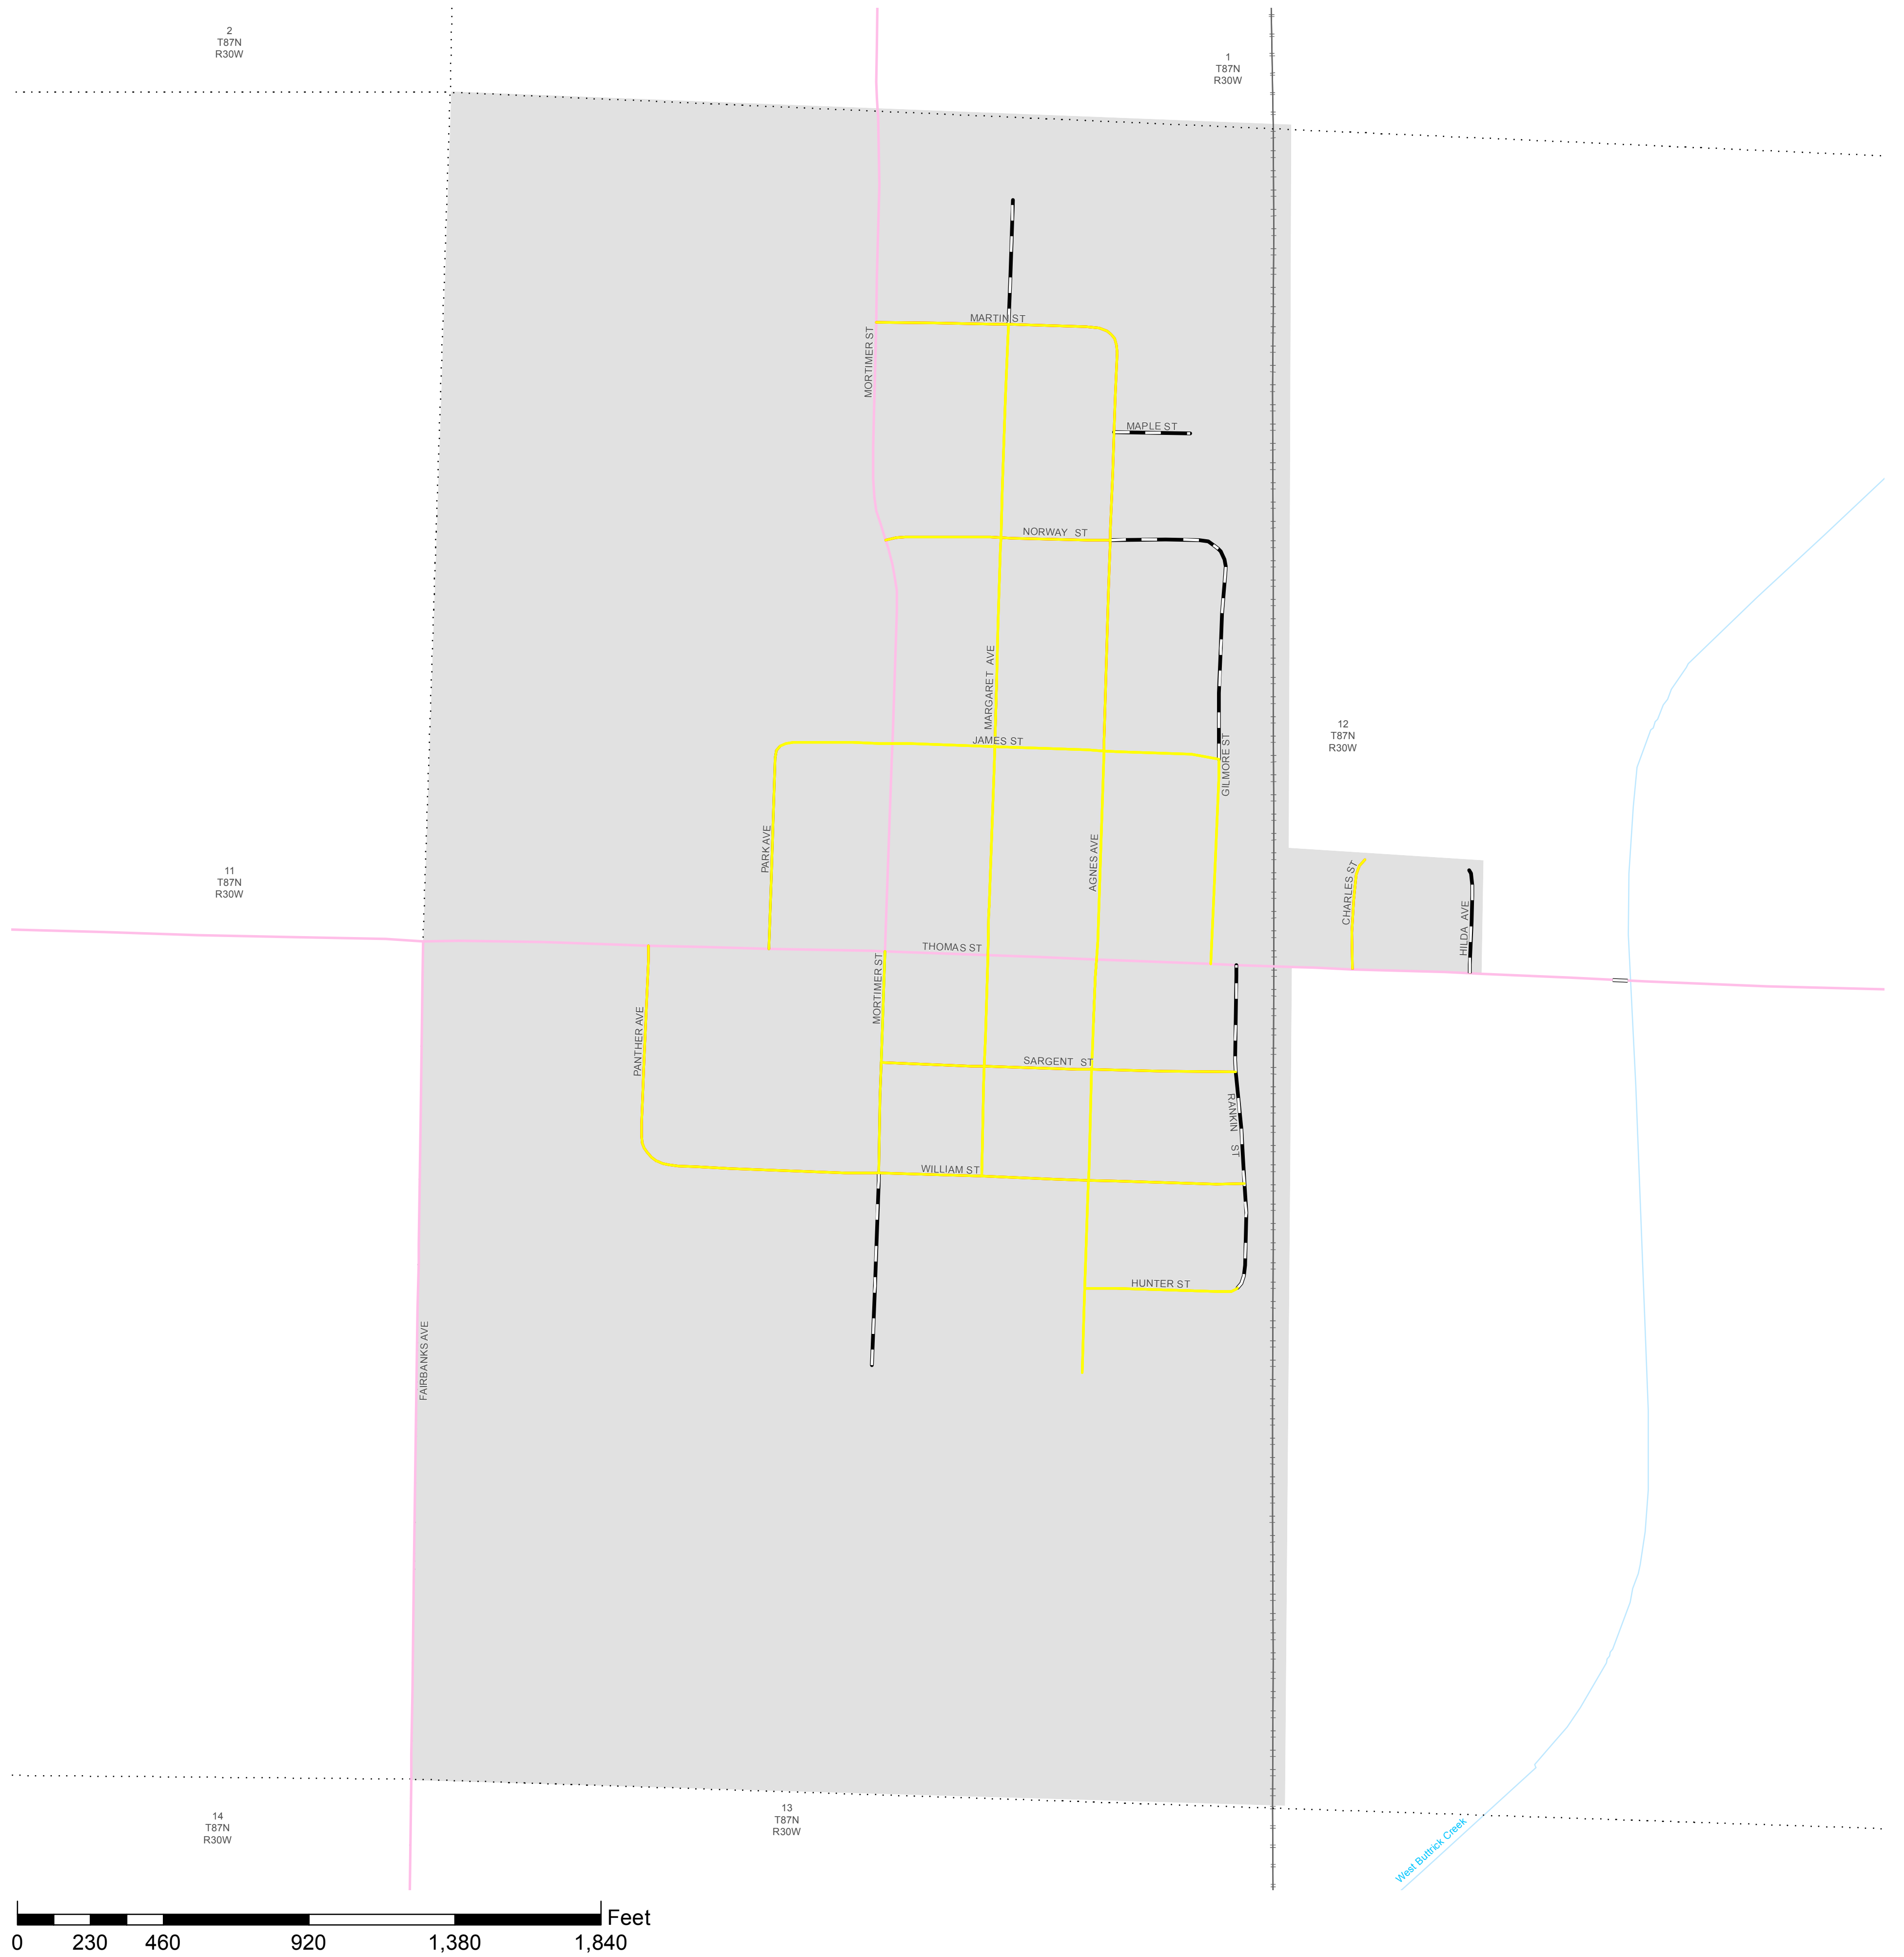 2
T87N
R30W
1
T87N
R30W
MARTIN ST
MORTIMER ST
MAPLE ST
NORWAY ST
MARGARET AVE
JAMES ST
GILMORE ST
12
T87N
R30W
PARK AVE
AGNES AVE
CHARLES ST
HILDA AVE
11
T87N
R30W
THOMAS ST
MORTIMER ST
PANTHER AVE
SARGENT ST
RANKIN ST
WILLIAM ST
HUNTER ST
FAIRBANKS AVE
14
T87N
R30W
13
T87N
R30W
West Buttrick Creek
Feet
0 230 460 920 1,380 1,840